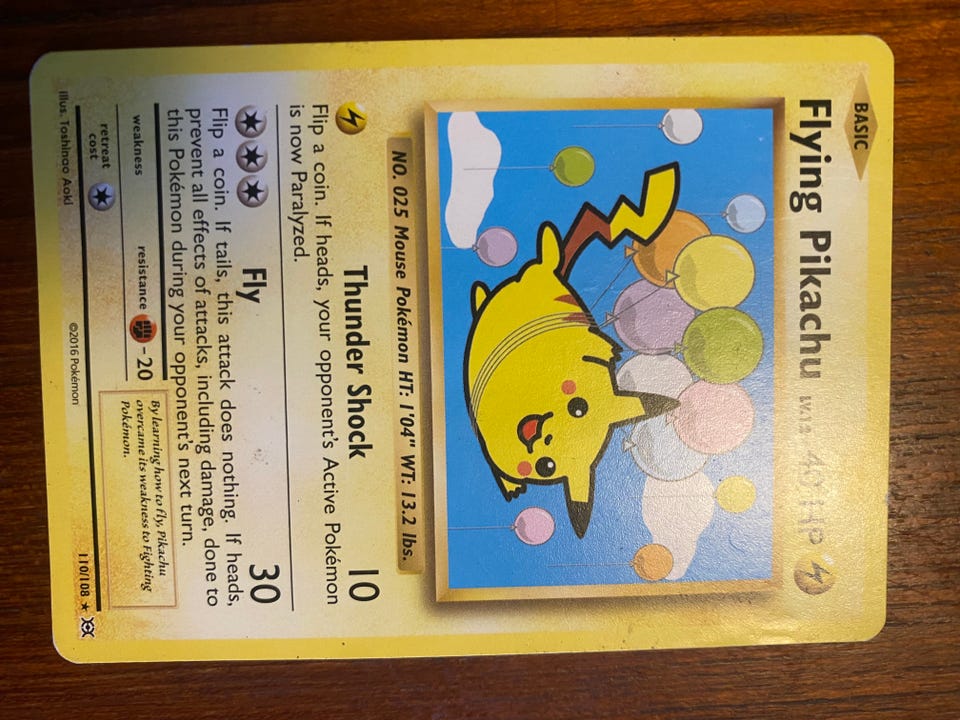 BASIC
Flying Pikachu LV.12 40 HP
NO. 025 Mouse Pokémon HT: 1'04" WT: 13.2 lbs.
Thunder Shock 10
Flip a coin. If heads, your opponent's Active Pokémon
is now Paralyzed.
Fly 30
Flip a coin. If tails, this attack does nothing. If heads,
prevent all effects of attacks, including damage, done to
this Pokémon during your opponent's next turn.
weakness
resistance - 20
retreat
cost
By learning how to fly, Pikachu
overcame its weakness to Fighting
Pokémon.
Illus. Toshinao Aoki
©2016 Pokémon
110/108 ★